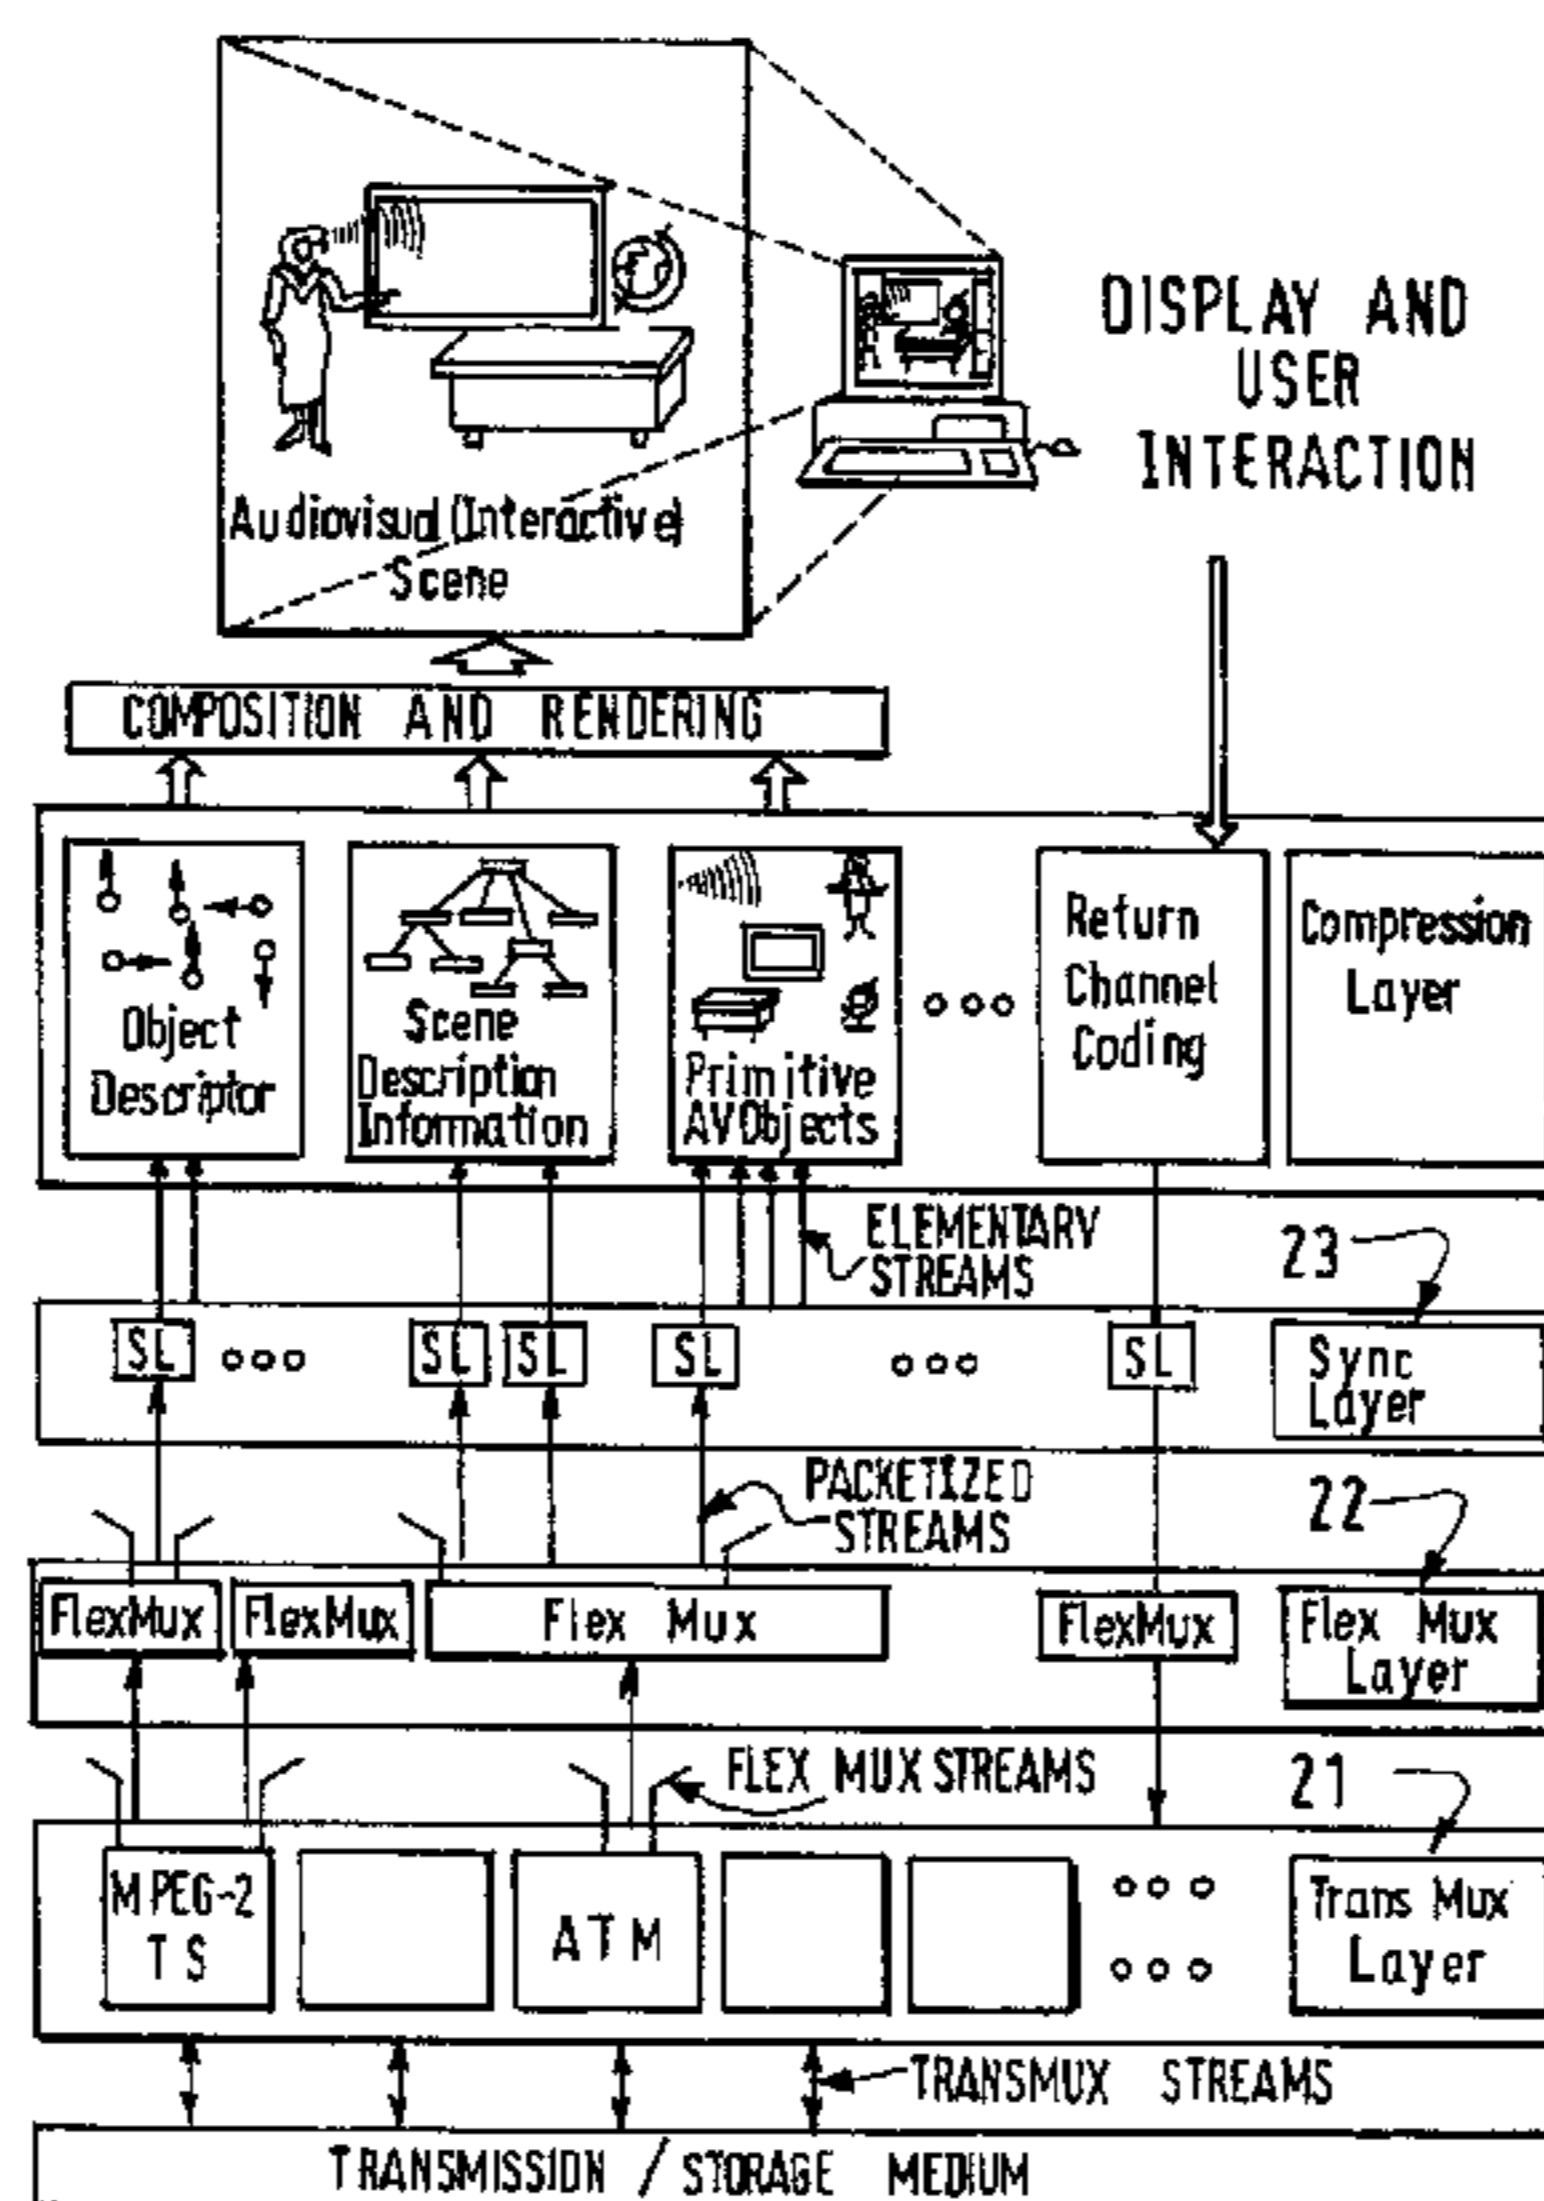 DISPLAY AND
USER
INTERACTION
Audiovisual (Interactive)
Scene
COMPOSITION AND RENDERING
Object
Descriptor
Scene
Description
Information
Primitive
AV Objects
Return
Channel
Coding
Compression
Layer
ELEMENTARY
STREAMS
23
SL
SL
SL
SL
SL
Sync
Layer
PACKETIZED
STREAMS
22
FlexMux
FlexMux
Flex Mux
FlexMux
Flex Mux
Layer
FLEX MUX STREAMS
21
MPEG-2
TS
ATM
Trans Mux
Layer
TRANSMUX STREAMS
TRANSMISSION / STORAGE MEDIUM